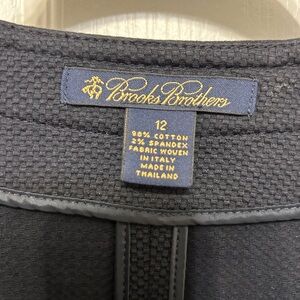 Brooks Brothers
12
98% COTTON
2% SPANDEX
FABRIC WOVEN
IN ITALY
MADE IN
THAILAND